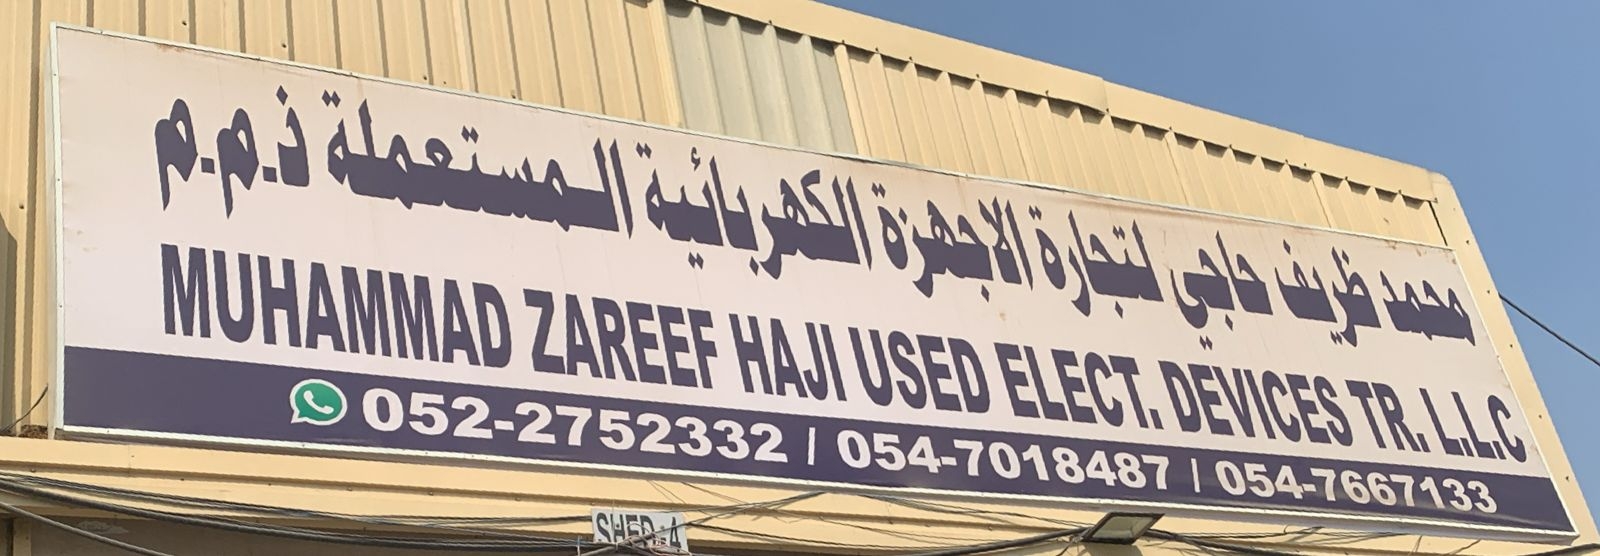 محمد ظريف حاجي لتجارة الاجهزة الكهربائية المستعملة ذ.م.م
MUHAMMAD ZAREEF HAJI USED ELECT. DEVICES TR. L.L.C
052-2752332 / 054-7018487 / 054-7667133
SHED-A